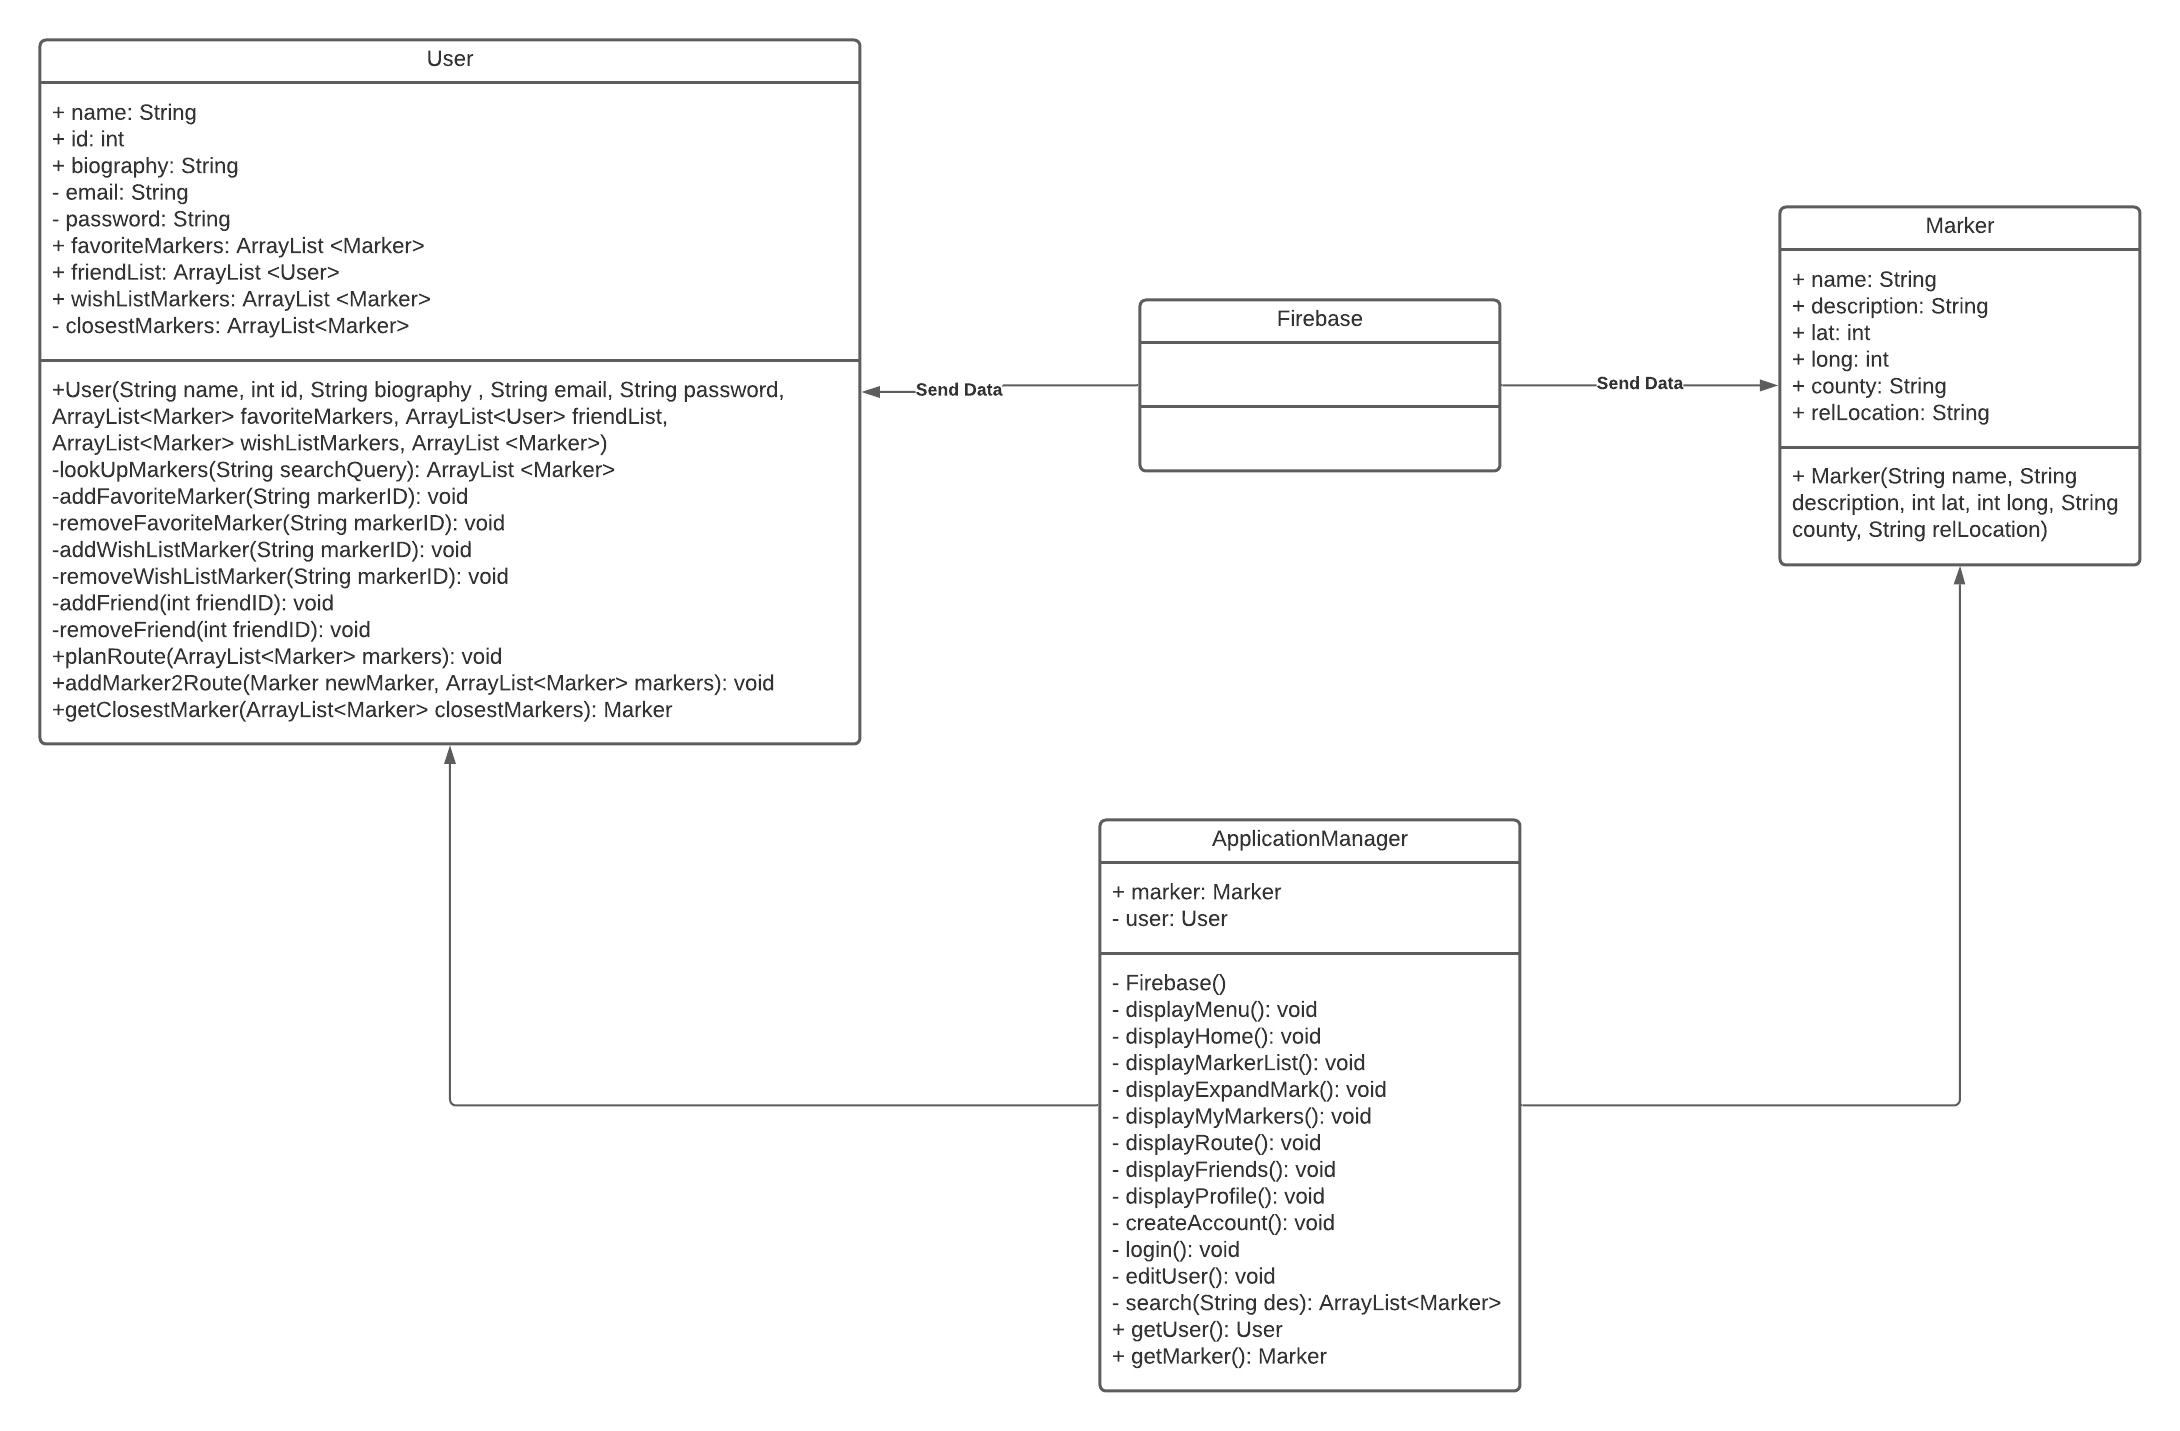 User
+ name: String
+ id: int
+ biography: String
- email: String
- password: String
+ favoriteMarkers: ArrayList <Marker>
+ friendList: ArrayList <User>
+ wishListMarkers: ArrayList <Marker>
- closestMarkers: ArrayList<Marker>
+User(String name, int id, String biography , String email, String password,
ArrayList<Marker> favoriteMarkers, ArrayList<User> friendList,
ArrayList<Marker> wishListMarkers, ArrayList <Marker>)
-lookUpMarkers(String searchQuery): ArrayList <Marker>
-addFavoriteMarker(String markerID): void
-removeFavoriteMarker(String markerID): void
-addWishListMarker(String markerID): void
-removeWishListMarker(String markerID): void
-addFriend(int friendID): void
-removeFriend(int friendID): void
+planRoute(ArrayList<Marker> markers): void
+addMarker2Route(Marker newMarker, ArrayList<Marker> markers): void
+getClosestMarker(ArrayList<Marker> closestMarkers): Marker
Send Data
Firebase
Send Data
Marker
+ name: String
+ description: String
+ lat: int
+ long: int
+ county: String
+ relLocation: String
+ Marker(String name, String
description, int lat, int long, String
county, String relLocation)
ApplicationManager
+ marker: Marker
- user: User
- Firebase()
- displayMenu(): void
- displayHome(): void
- displayMarkerList(): void
- displayExpandMark(): void
- displayMyMarkers(): void
- displayRoute(): void
- displayFriends(): void
- displayProfile(): void
- createAccount(): void
- login(): void
- editUser(): void
- search(String des): ArrayList<Marker>
+ getUser(): User
+ getMarker(): Marker